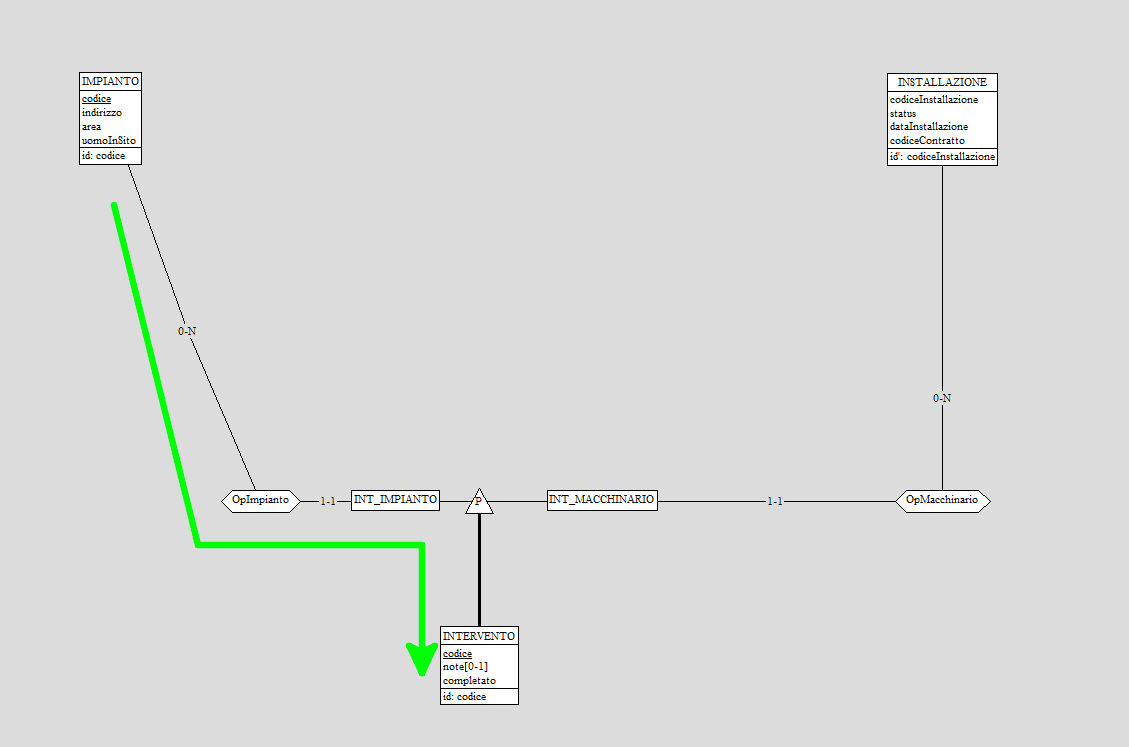 IMPIANTO
codice
indirizzo
area
uomoInSito
id: codice
INSTALLAZIONE
codiceInstallazione
status
dataInstallazione
codiceContratto
id': codiceInstallazione
0-N
0-N
OpImpianto
1-1
INT_IMPIANTO
P
INT_MACCHINARIO
1-1
OpMacchinario
INTERVENTO
codice
note[0-1]
completato
id: codice